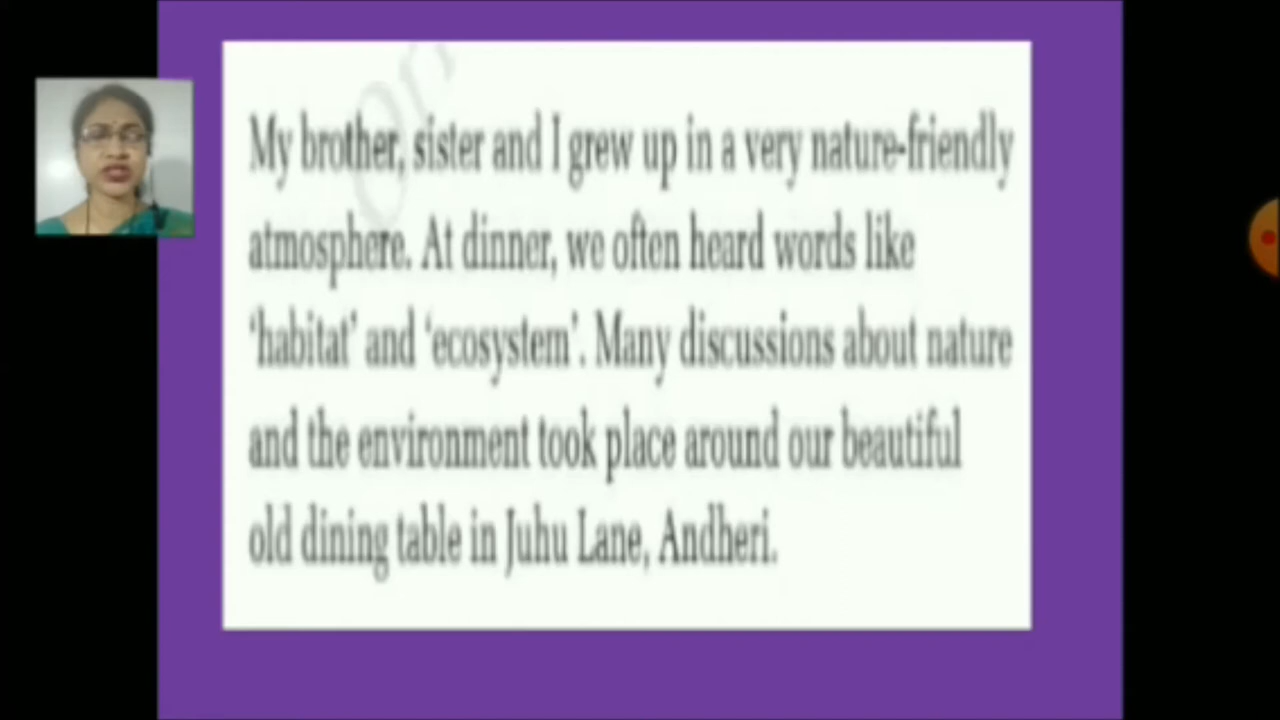 My brother, sister and I grew up in a very nature-friendly
atmosphere. At dinner, we often heard words like
‘habitat’ and ‘ecosystem’. Many discussions about nature
and the environment took place around our beautiful
old dining table in Juhu Lane, Andheri.